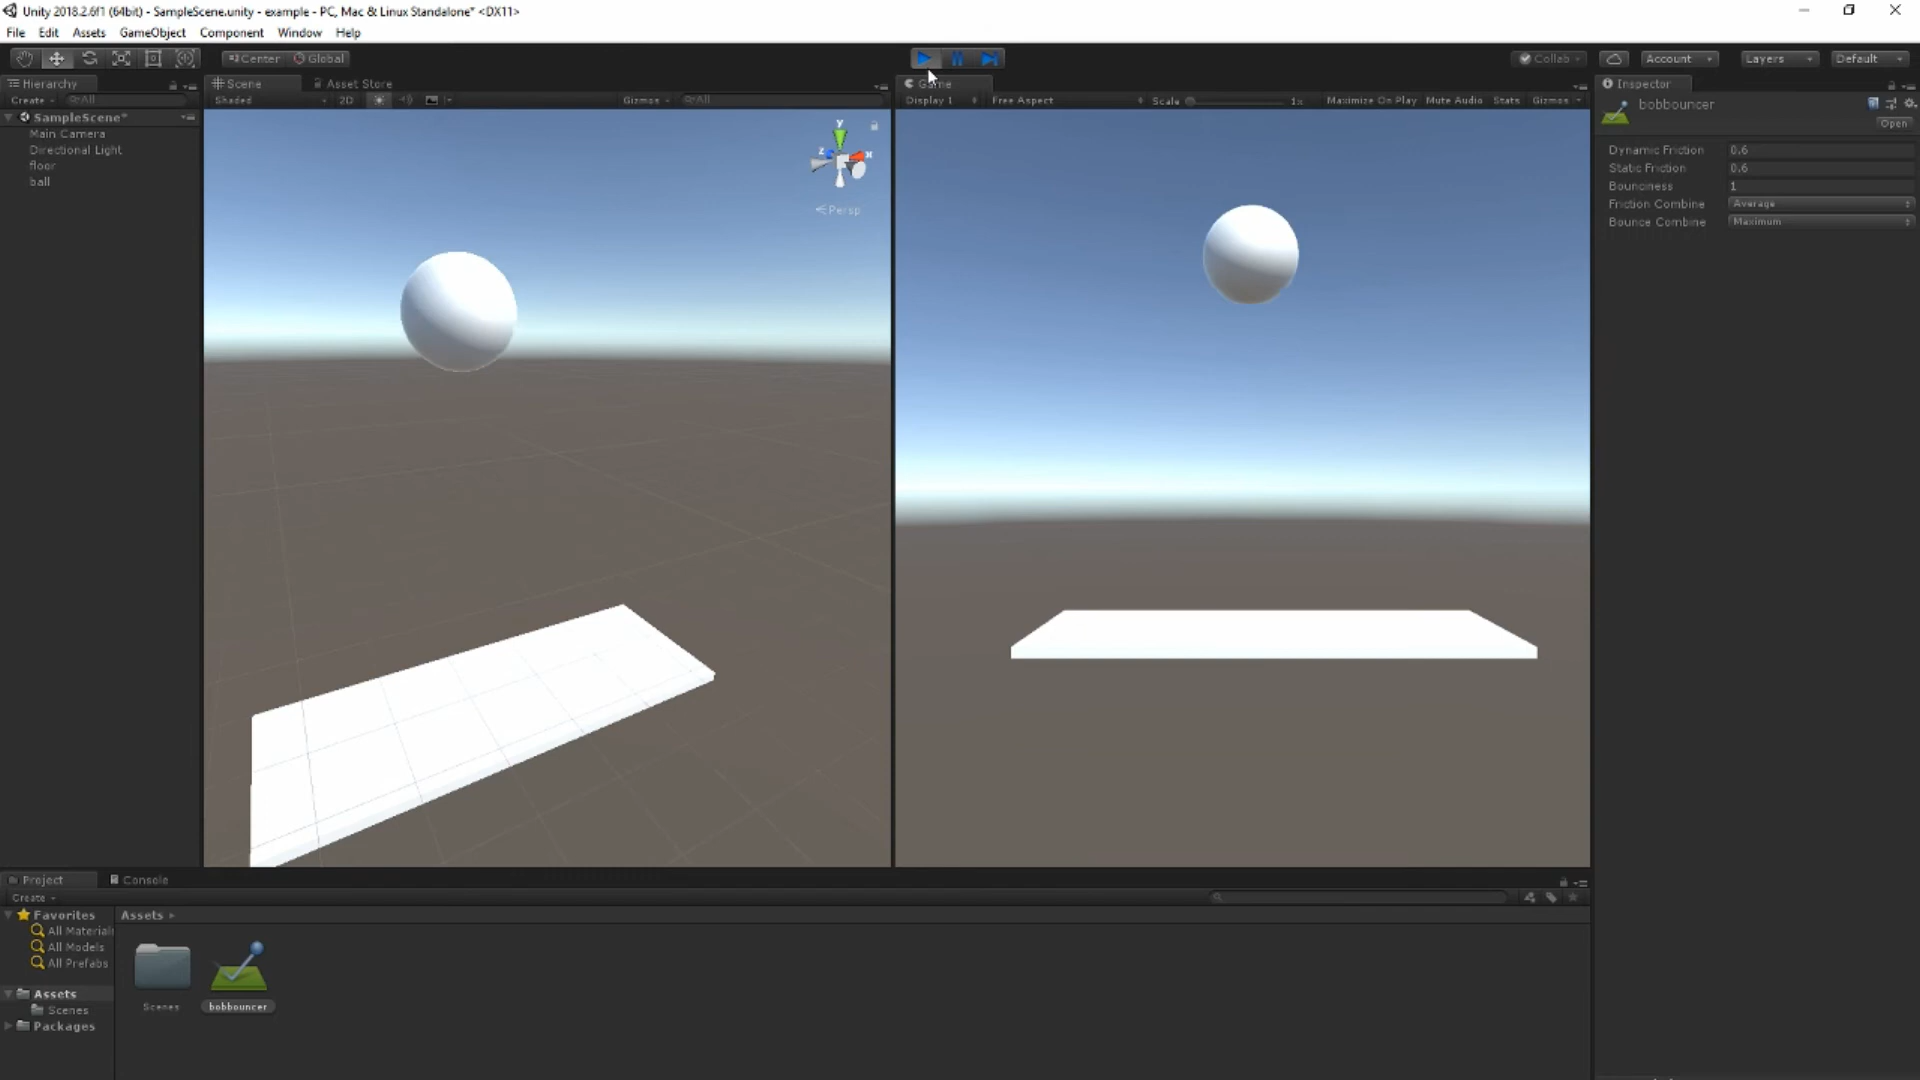 Unity 2018.2.6f1 (64bit) - SampleScene.unity - example - PC, Mac & Linux Standalone* <DX11>
File Edit Assets GameObject Component Window Help
Center Global
Collab Account Layers Default
Hierarchy
Create All
SampleScene*
Main Camera
Directional Light
floor
ball
Scene Asset Store
Shaded 2D Gizmos All
y
z x
Persp
Game
Display 1 Free Aspect Scale 1x Maximize On Play Mute Audio Stats Gizmos
Inspector
bobbouncer
Open
Dynamic Friction 0.6
Static Friction 0.6
Bounciness 1
Friction Combine Average
Bounce Combine Maximum
Project Console
Create
Favorites
All Material
All Models
All Prefabs
Assets
Scenes
Packages
Assets
Scenes bobbouncer